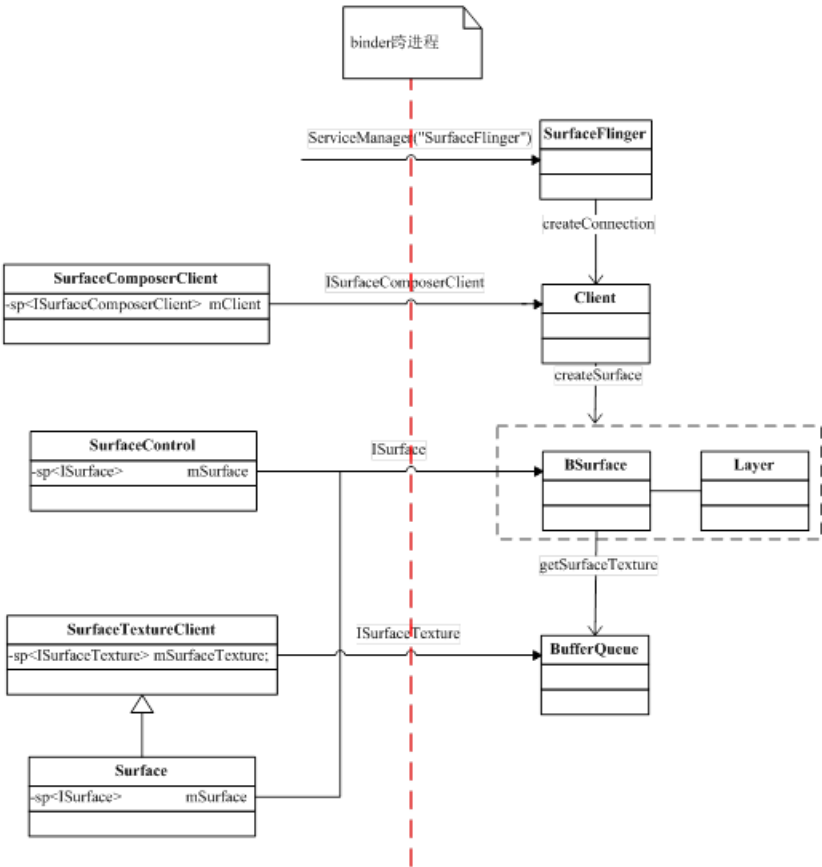 binder跨进程
ServiceManager("SurfaceFlinger")
SurfaceFlinger
createConnection
SurfaceComposerClient
-sp<ISurfaceComposerClient> mClient
ISurfaceComposerClient
Client
createSurface
SurfaceControl
-sp<ISurface> mSurface
ISurface
BSurface
Layer
getSurfaceTexture
SurfaceTextureClient
-sp<ISurfaceTexture> mSurfaceTexture;
ISurfaceTexture
BufferQueue
Surface
-sp<ISurface> mSurface